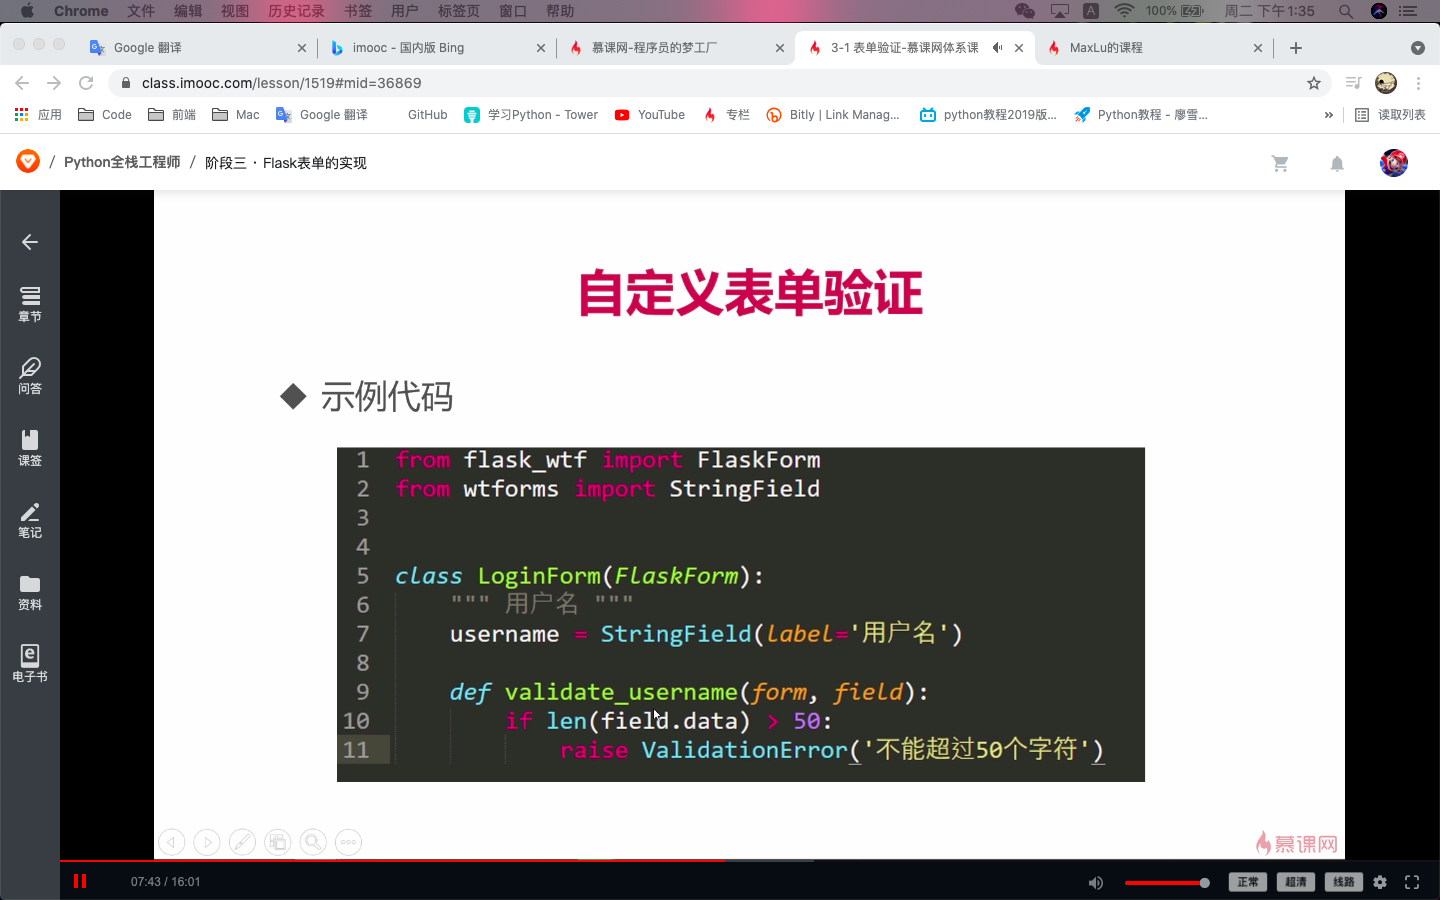 Chrome 文件 编辑 视图 历史记录 书签 用户 标签页 窗口 帮助 A 100% 周二 下午1:35
Google 翻译 imooc - 国内版 Bing 慕课网-程序员的梦工厂 3-1 表单验证-慕课网体系课 MaxLu的课程
class.imooc.com/lesson/1519#mid=36869
应用 Code 前端 Mac Google 翻译 GitHub 学习Python - Tower YouTube 专栏 Bitly | Link Manag... python教程2019版... Python教程 - 廖雪... » 读取列表
/ Python全栈工程师 / 阶段三・Flask表单的实现
章节
问答
课签
笔记
资料
电子书
自定义表单验证
◆ 示例代码
1 from flask_wtf import FlaskForm
2 from wtforms import StringField
3
4
5 class LoginForm(FlaskForm):
6 """ 用户名 """
7 username = StringField(label='用户名')
8
9 def validate_username(form, field):
10 if len(field.data) > 50:
11 raise ValidationError('不能超过50个字符')
慕课网
07:43 / 16:01 正常 超清 线路